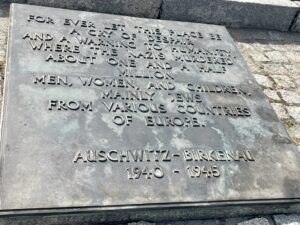 FOR EVER LET THIS PLACE BE
A CRY OF DESPAIR
AND A WARNING TO HUMANITY,
WHERE THE NAZIS MURDERED
ABOUT ONE AND A HALF
MILLION
MEN, WOMEN, AND CHILDREN,
MAINLY JEWS
FROM VARIOUS COUNTRIES
OF EUROPE.
AUSCHWITZ-BIRKENAU
1940 - 1945